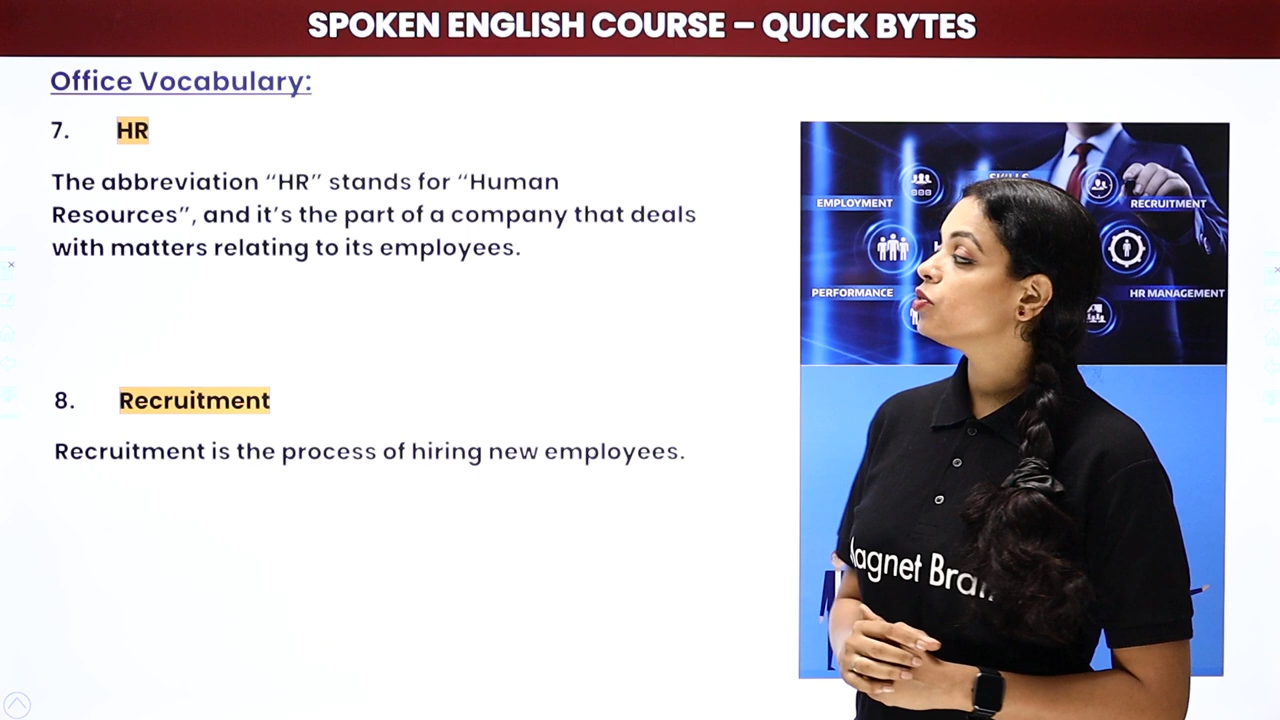 SPOKEN ENGLISH COURSE – QUICK BYTES
Office Vocabulary:
7. HR
The abbreviation “HR” stands for “Human
Resources”, and it’s the part of a company that deals
with matters relating to its employees.
8. Recruitment
Recruitment is the process of hiring new employees.
SKILLS
EMPLOYMENT
RECRUITMENT
PERFORMANCE
HR MANAGEMENT
agnet Bra